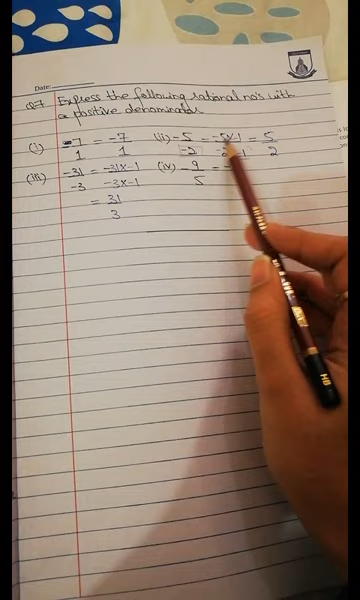 Date:
Q7 Express the following rational no's with
a positive denominator
(i) -7/1 = -7/1 (ii) -5/-2 = -5×-1/-2×-1 = 5/2
(iii) -31/-3 = -31×-1/-3×-1 (iv) -9/5 =
= 31/3
HB